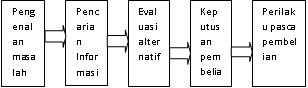 Peng
enal
an
masa
lah
Penc
aria
n
Infor
masi
Eval
uasi
alter
natif
Kep
utus
an
pem
belia
Perilak
u pasca
pembel
ian